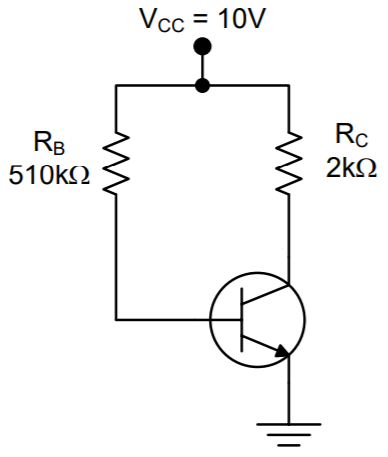 V_CC = 10V
R_B
510kΩ
R_C
2kΩ